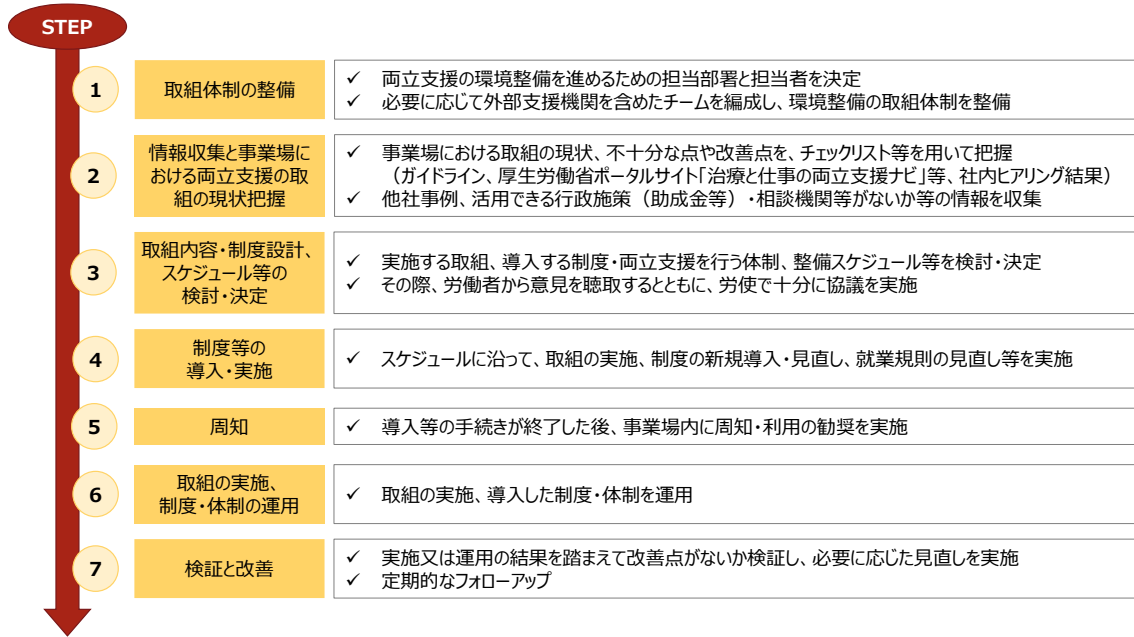 STEP
1
取組体制の整備
✓ 両立支援の環境整備を進めるための担当部署と担当者を決定
✓ 必要に応じて外部支援機関を含めたチームを編成し、環境整備の取組体制を整備
2
情報収集と事業場に
おける両立支援の取
組の現状把握
✓ 事業場における取組の現状、不十分な点や改善点を、チェックリスト等を用いて把握
（ガイドライン、厚生労働省ポータルサイト「治療と仕事の両立支援ナビ」等、社内ヒアリング結果）
✓ 他社事例、活用できる行政施策（助成金等）・相談機関等がないか等の情報を収集
3
取組内容・制度設計、
スケジュール等の
検討・決定
✓ 実施する取組、導入する制度・両立支援を行う体制、整備スケジュール等を検討・決定
✓ その際、労働者から意見を聴取するとともに、労使で十分に協議を実施
4
制度等の
導入・実施
✓ スケジュールに沿って、取組の実施、制度の新規導入・見直し、就業規則の見直し等を実施
5
周知
✓ 導入等の手続きが終了した後、事業場内に周知・利用の勧奨を実施
6
取組の実施、
制度・体制の運用
✓ 取組の実施、導入した制度・体制を運用
7
検証と改善
✓ 実施又は運用の結果を踏まえて改善点がないか検証し、必要に応じた見直しを実施
✓ 定期的なフォローアップ